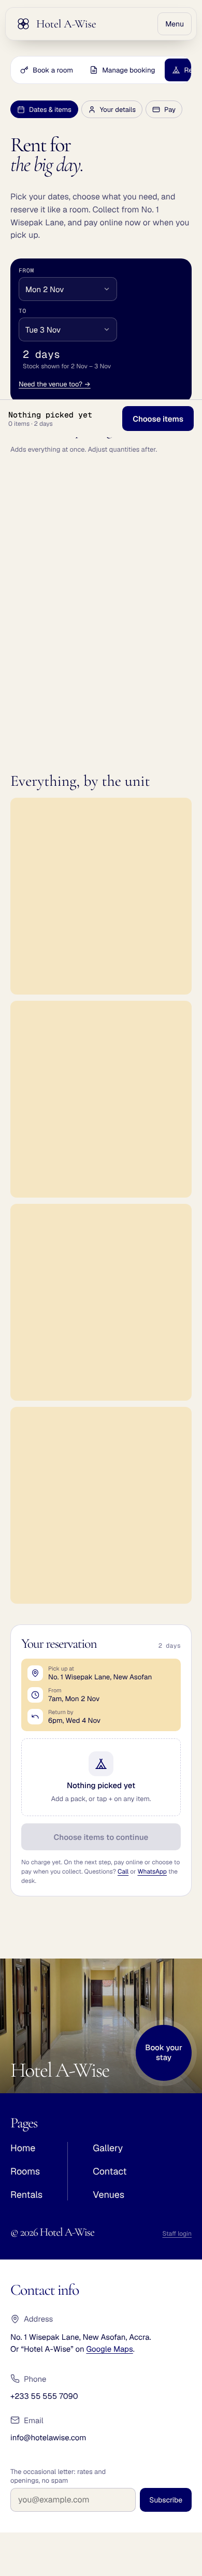 Hotel A-Wise
Menu
Book a room
Manage booking
Dates & items
Your details
Pay
Rent for
the big day.
Pick your dates, choose what you need, and
reserve it like a room. Collect from No. 1
Wisepak Lane, and pay online now or when you
pick up.
FROM
Mon 2 Nov
TO
Tue 3 Nov
2 days
Stock shown for 2 Nov – 3 Nov
Need the venue too? →
Nothing picked yet
0 items · 2 days
Choose items
Adds everything at once. Adjust quantities after.
Everything, by the unit
Your reservation
2 days
Pick up at
No. 1 Wisepak Lane, New Asofan
From
7am, Mon 2 Nov
Return by
6pm, Wed 4 Nov
Nothing picked yet
Add a pack, or tap + on any item.
Choose items to continue
No charge yet. On the next step, pay online or choose to
pay when you collect. Questions? Call or WhatsApp the
desk.
Hotel A-Wise
Book your
stay
Pages
Home
Gallery
Rooms
Contact
Rentals
Venues
© 2026 Hotel A-Wise
Staff login
Contact info
Address
No. 1 Wisepak Lane, New Asofan, Accra.
Or “Hotel A-Wise” on Google Maps.
Phone
+233 55 555 7090
Email
info@hotelawise.com
The occasional letter: rates and
openings, no spam
you@example.com
Subscribe